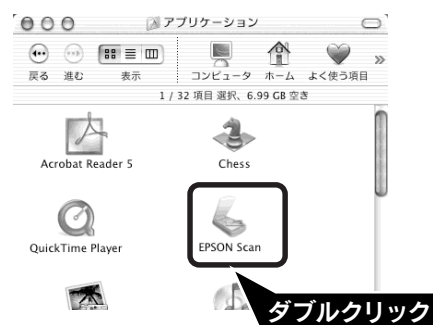 アプリケーション
戻る 進む 表示 コンピュータ ホーム よく使う項目
1 / 32 項目 選択、6.99 GB 空き
Acrobat Reader 5 Chess
QuickTime Player EPSON Scan
ダブルクリック